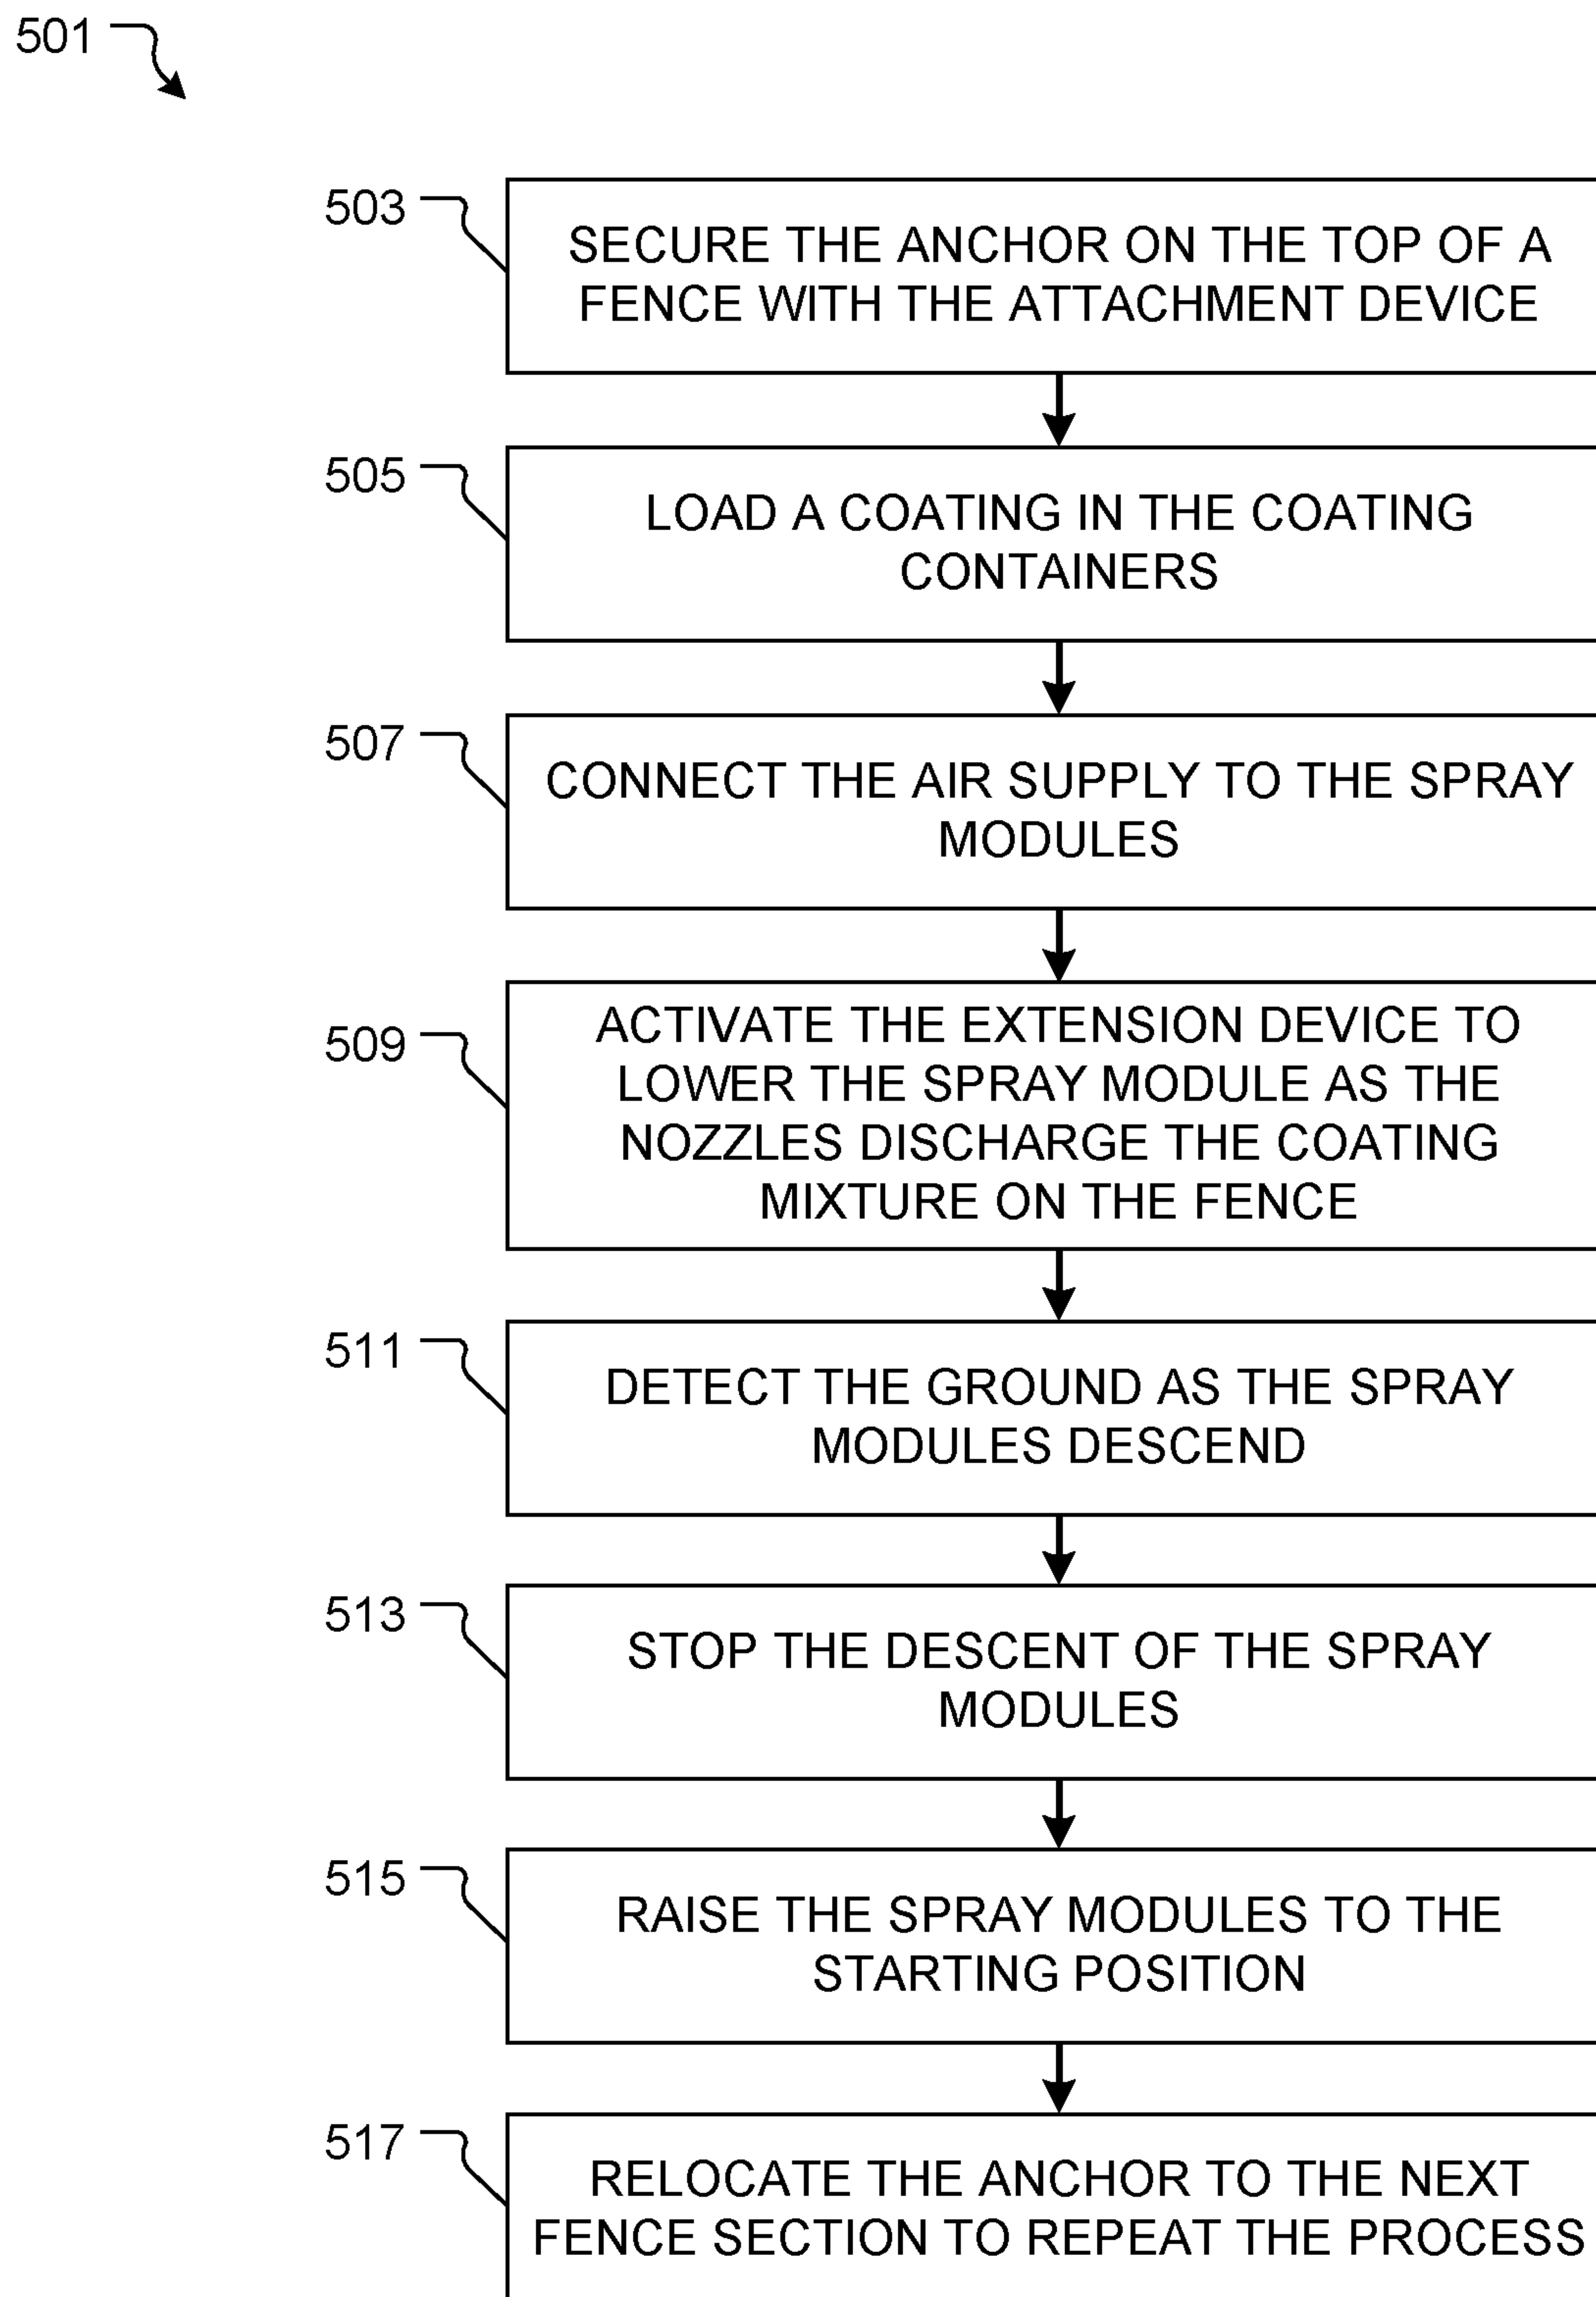 501
503
SECURE THE ANCHOR ON THE TOP OF A
FENCE WITH THE ATTACHMENT DEVICE
505
LOAD A COATING IN THE COATING
CONTAINERS
507
CONNECT THE AIR SUPPLY TO THE SPRAY
MODULES
509
ACTIVATE THE EXTENSION DEVICE TO
LOWER THE SPRAY MODULE AS THE
NOZZLES DISCHARGE THE COATING
MIXTURE ON THE FENCE
511
DETECT THE GROUND AS THE SPRAY
MODULES DESCEND
513
STOP THE DESCENT OF THE SPRAY
MODULES
515
RAISE THE SPRAY MODULES TO THE
STARTING POSITION
517
RELOCATE THE ANCHOR TO THE NEXT
FENCE SECTION TO REPEAT THE PROCESS